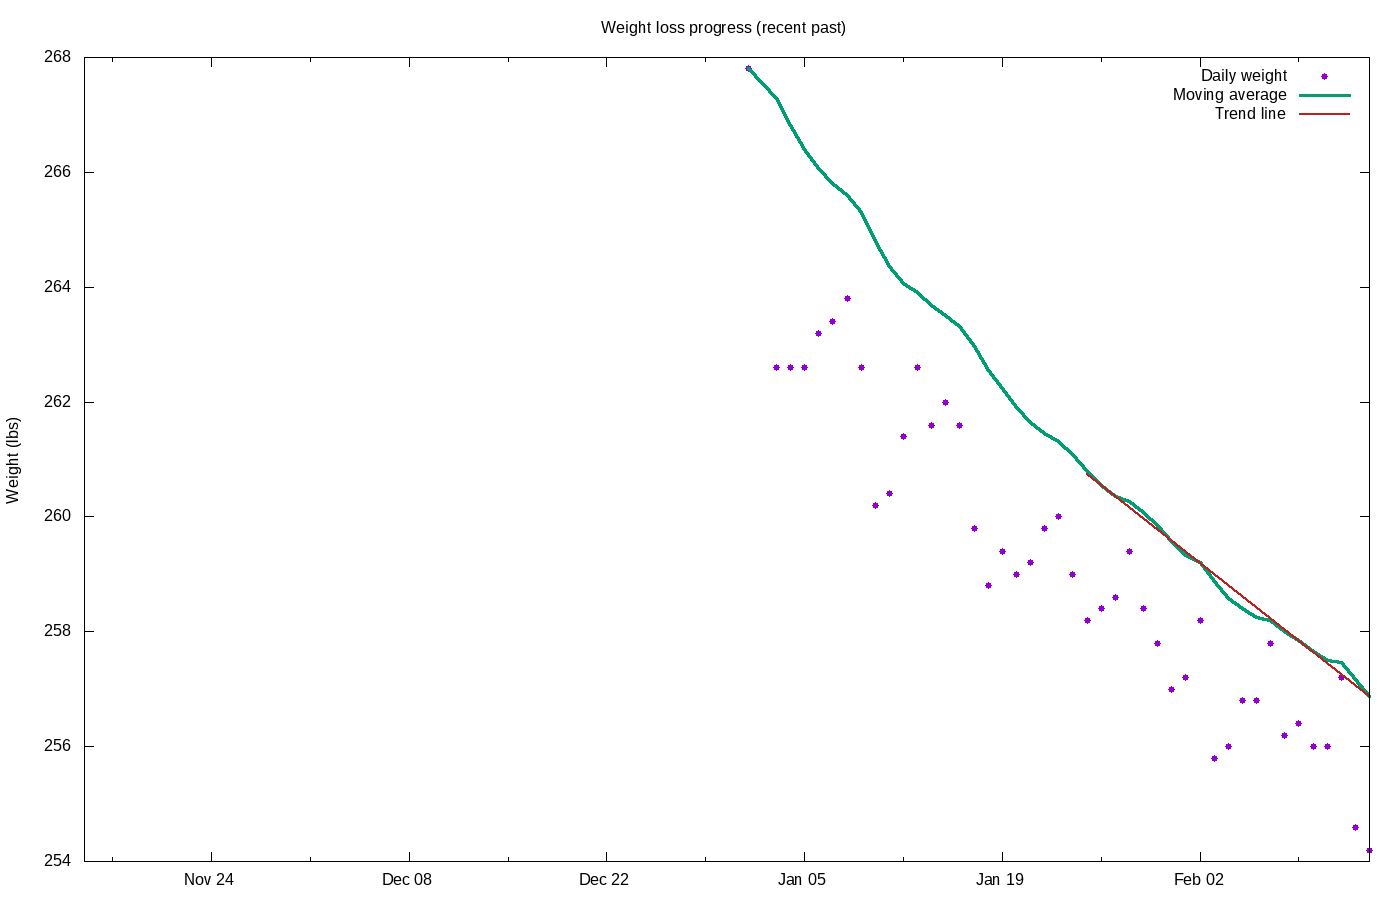 Weight loss progress (recent past)
268
266
264
262
260
258
256
254
Weight (lbs)
Daily weight
Moving average
Trend line
Nov 24
Dec 08
Dec 22
Jan 05
Jan 19
Feb 02